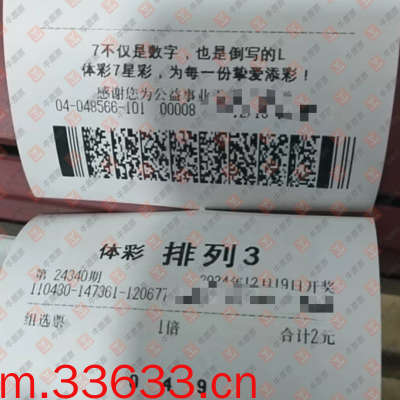 7不仅是数字，也是倒写的L
体彩7星彩，为每一份挚爱添彩！
感谢您为公益事业
04-048566-101 00008
体彩 排列3
第 24340期 2024年12月19日开奖
110430-147361-120677
组选票 1倍 合计2元
0 4 9
m.33633.cn